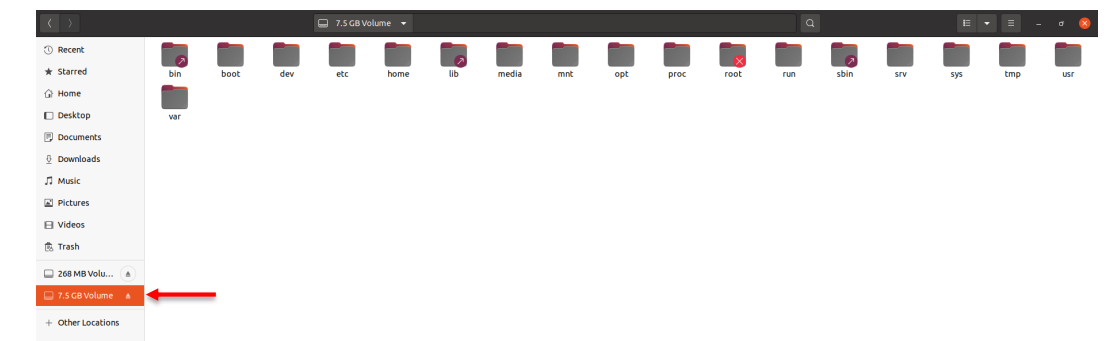 7.5 GB Volume
Recent
Starred
Home
Desktop
Documents
Downloads
Music
Pictures
Videos
Trash
268 MB Volu...
7.5 GB Volume
Other Locations
bin boot dev etc home lib media mnt opt proc root run sbin srv sys tmp usr
var